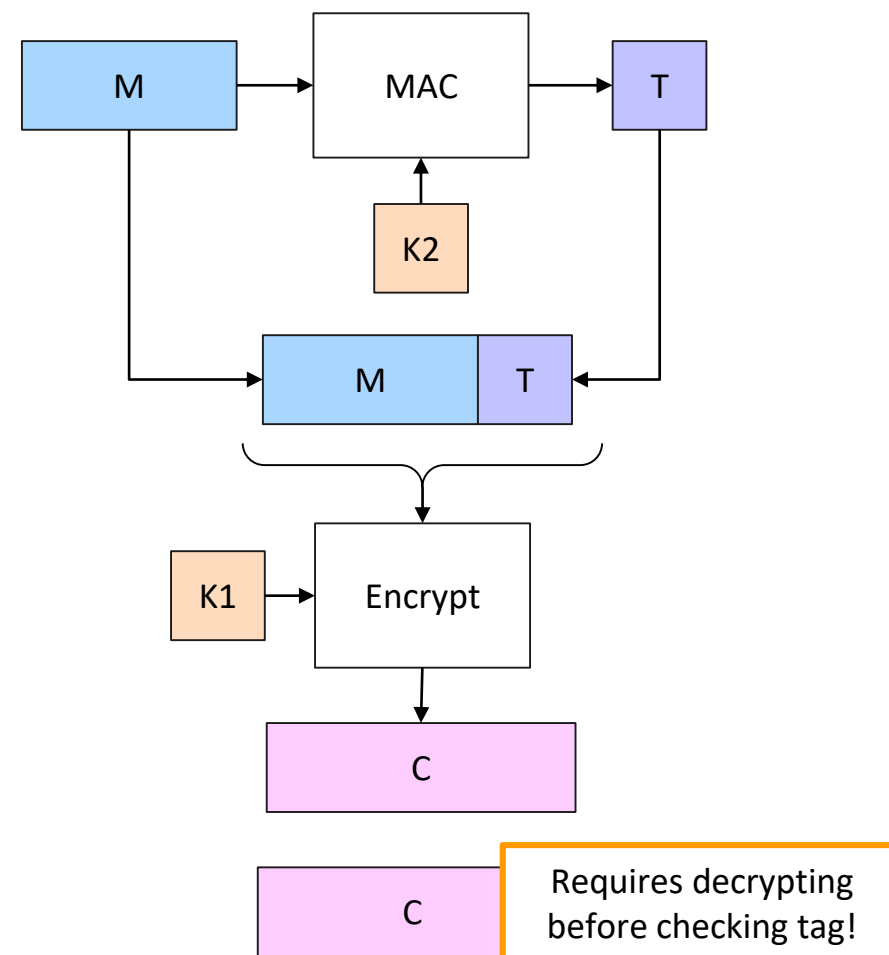 M
MAC
T
K2
M
T
K1
Encrypt
C
C
Requires decrypting
before checking tag!